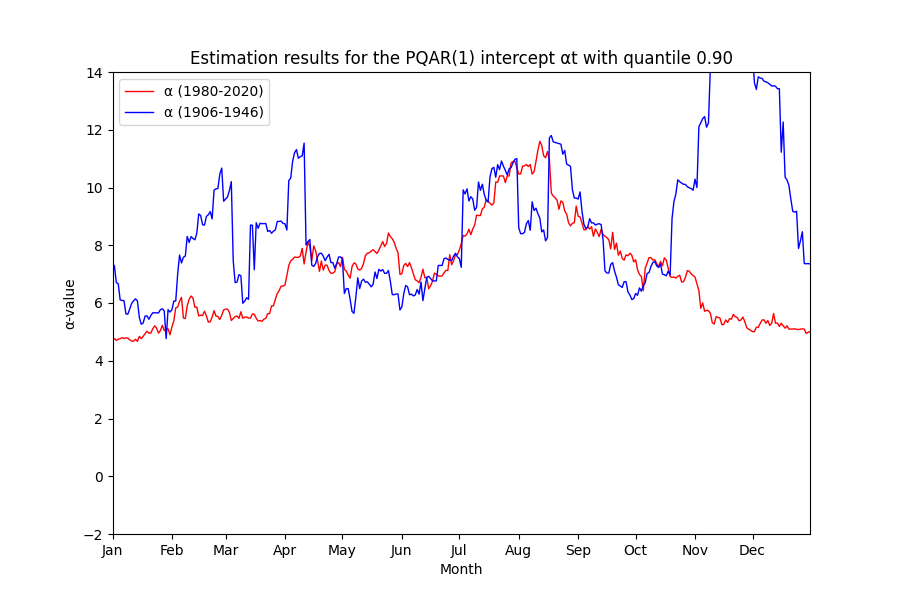 Estimation results for the PQAR(1) intercept αt with quantile 0.90
α (1980-2020)
α (1906-1946)
14
12
10
8
6
4
2
0
−2
α-value
Jan Feb Mar Apr May Jun Jul Aug Sep Oct Nov Dec
Month